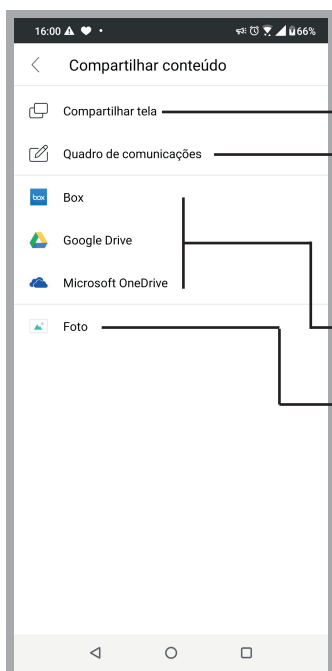 16:00 66%
Compartilhar conteúdo
Compartilhar tela
Quadro de comunicações
box Box
Google Drive
Microsoft OneDrive
Foto